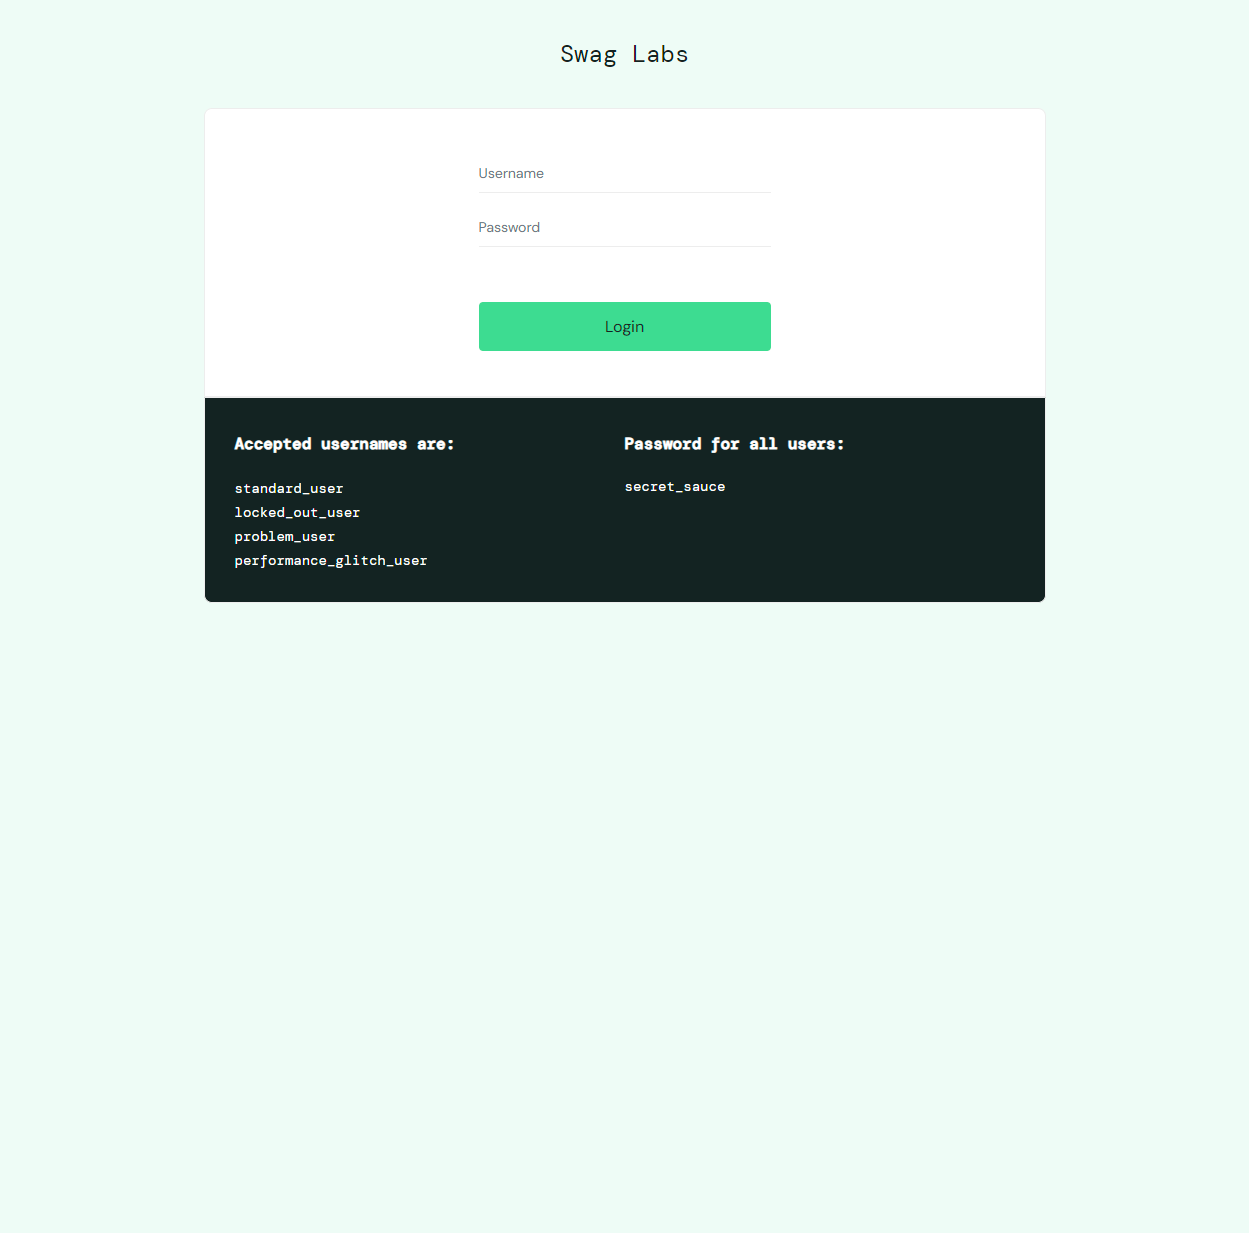 Swag Labs
Username
Password
Login
Accepted usernames are:
standard_user
locked_out_user
problem_user
performance_glitch_user
Password for all users:
secret_sauce